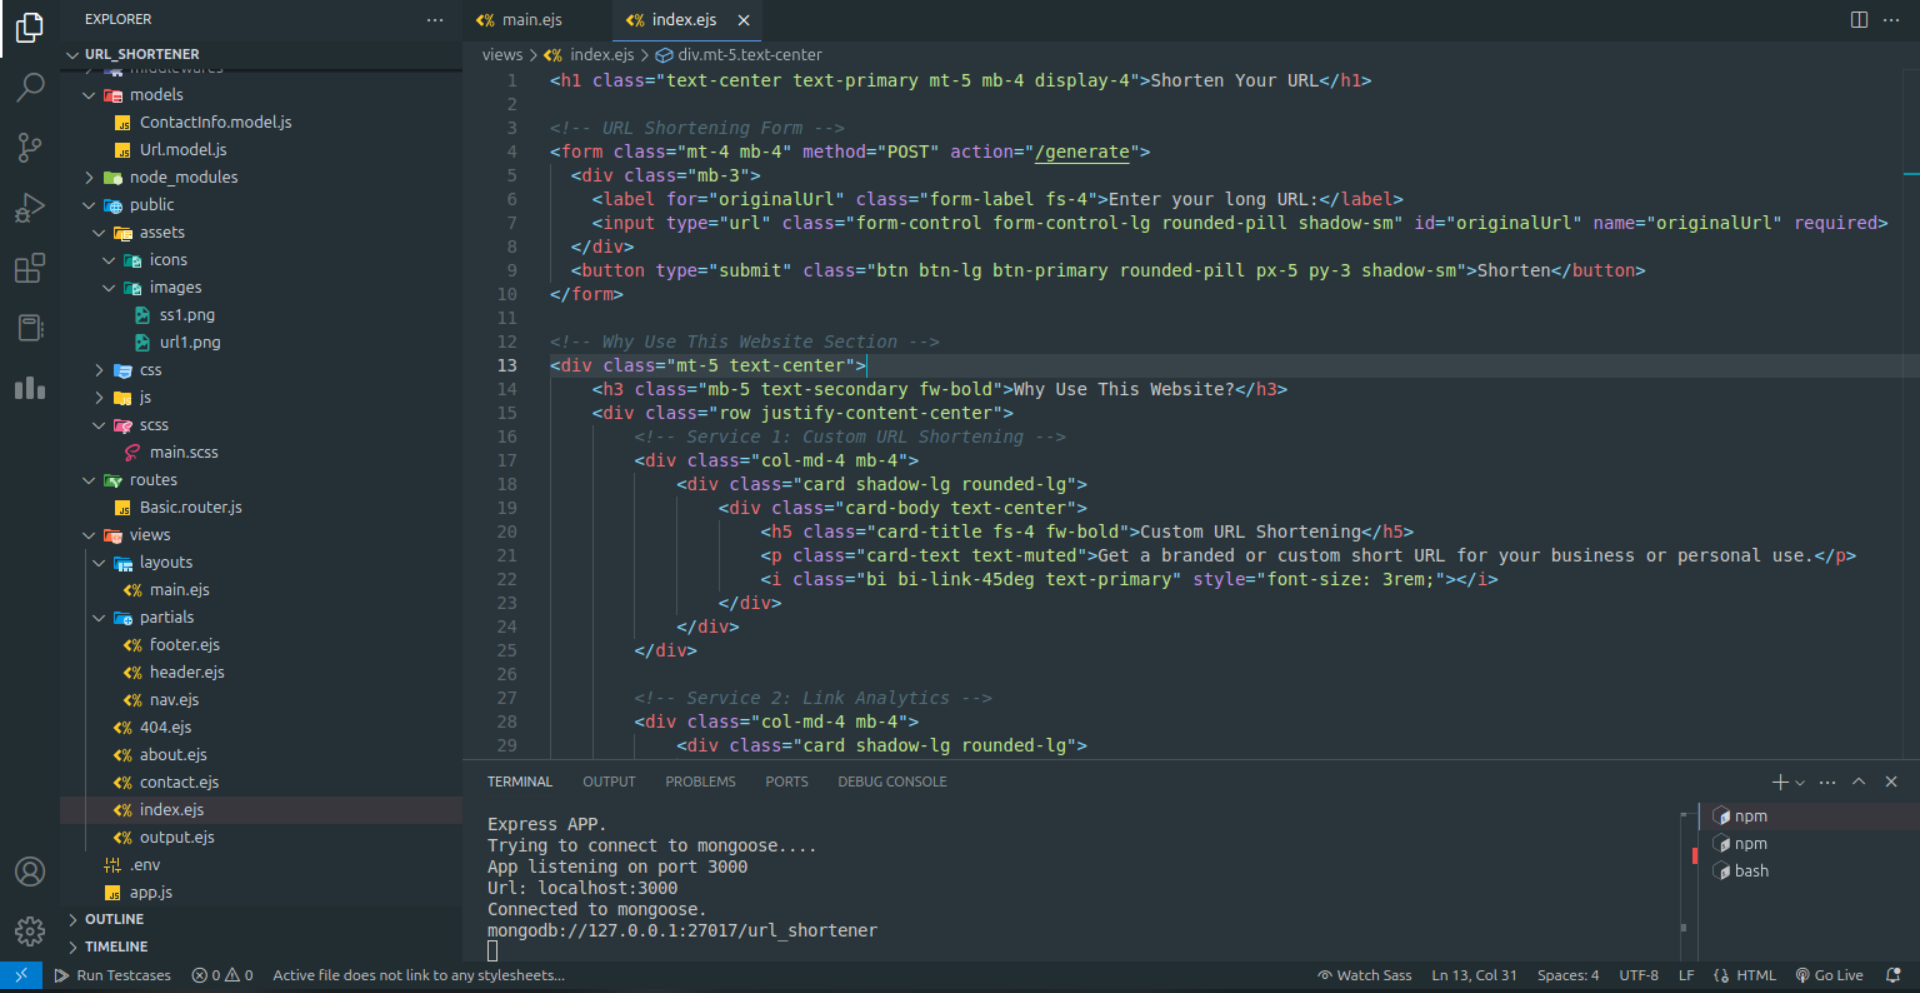 EXPLORER
URL_SHORTENER
middlewares
models
ContactInfo.model.js
Url.model.js
node_modules
public
assets
icons
images
ss1.png
url1.png
css
js
scss
main.scss
routes
Basic.router.js
views
layouts
main.ejs
partials
footer.ejs
header.ejs
nav.ejs
404.ejs
about.ejs
contact.ejs
index.ejs
output.ejs
.env
app.js
OUTLINE
TIMELINE
main.ejs
index.ejs
views > index.ejs > div.mt-5.text-center
1 <h1 class="text-center text-primary mt-5 mb-4 display-4">Shorten Your URL</h1>
2
3 <!-- URL Shortening Form -->
4 <form class="mt-4 mb-4" method="POST" action="/generate">
5 <div class="mb-3">
6 <label for="originalUrl" class="form-label fs-4">Enter your long URL:</label>
7 <input type="url" class="form-control form-control-lg rounded-pill shadow-sm" id="originalUrl" name="originalUrl" required>
8 </div>
9 <button type="submit" class="btn btn-lg btn-primary rounded-pill px-5 py-3 shadow-sm">Shorten</button>
10 </form>
11
12 <!-- Why Use This Website Section -->
13 <div class="mt-5 text-center">
14 <h3 class="mb-5 text-secondary fw-bold">Why Use This Website?</h3>
15 <div class="row justify-content-center">
16 <!-- Service 1: Custom URL Shortening -->
17 <div class="col-md-4 mb-4">
18 <div class="card shadow-lg rounded-lg">
19 <div class="card-body text-center">
20 <h5 class="card-title fs-4 fw-bold">Custom URL Shortening</h5>
21 <p class="card-text text-muted">Get a branded or custom short URL for your business or personal use.</p>
22 <i class="bi bi-link-45deg text-primary" style="font-size: 3rem;"></i>
23 </div>
24 </div>
25 </div>
26
27 <!-- Service 2: Link Analytics -->
28 <div class="col-md-4 mb-4">
29 <div class="card shadow-lg rounded-lg">
TERMINAL OUTPUT PROBLEMS PORTS DEBUG CONSOLE
Express APP.
Trying to connect to mongoose....
App listening on port 3000
Url: localhost:3000
Connected to mongoose.
mongodb://127.0.0.1:27017/url_shortener
npm
npm
bash
Run Testcases 0 0 Active file does not link to any stylesheets... Watch Sass Ln 13, Col 31 Spaces: 4 UTF-8 LF HTML Go Live